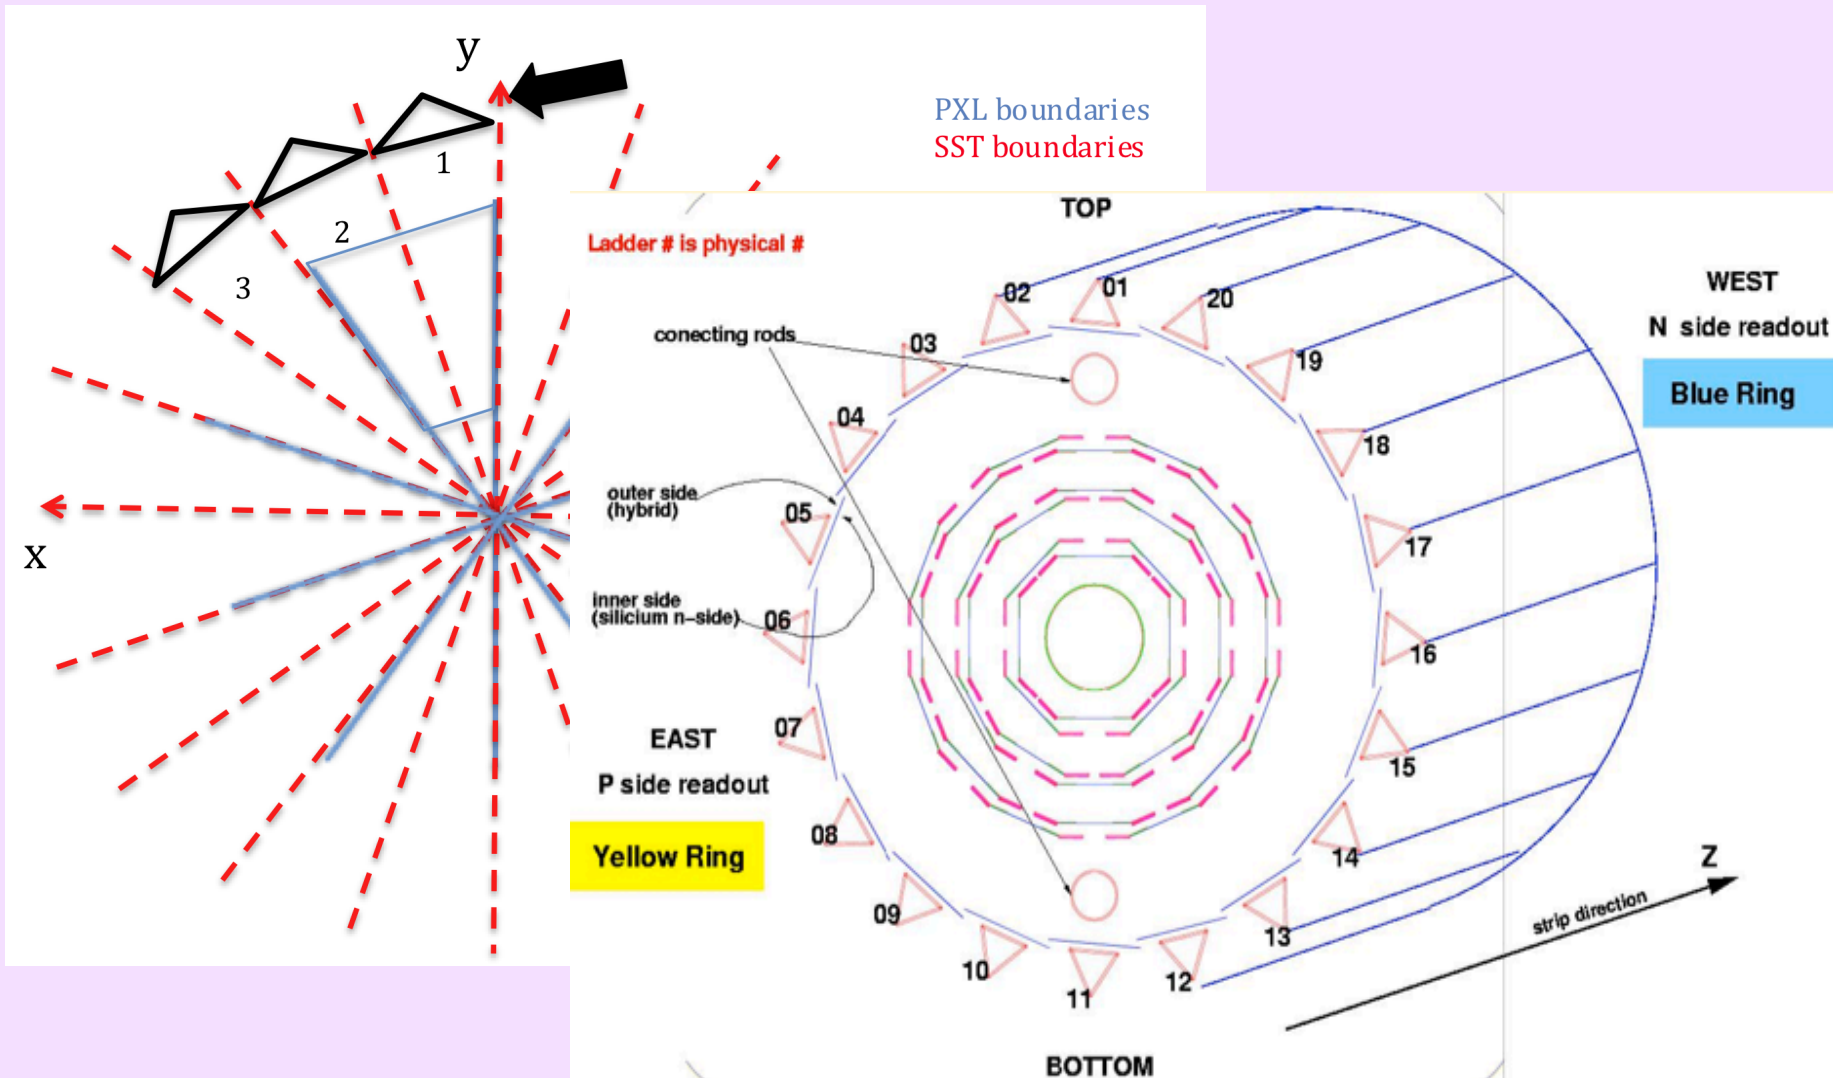 y
PXL boundaries
SST boundaries
1
2
3
x
TOP
Ladder # is physical #
WEST
N side readout
Blue Ring
conecting rods
02
01
20
03
19
04
18
outer side
(hybrid)
05
17
inner side
(silicium n-side)
06
16
EAST
P side readout
Yellow Ring
07
15
08
14
09
13
10
12
11
Z
strip direction
BOTTOM